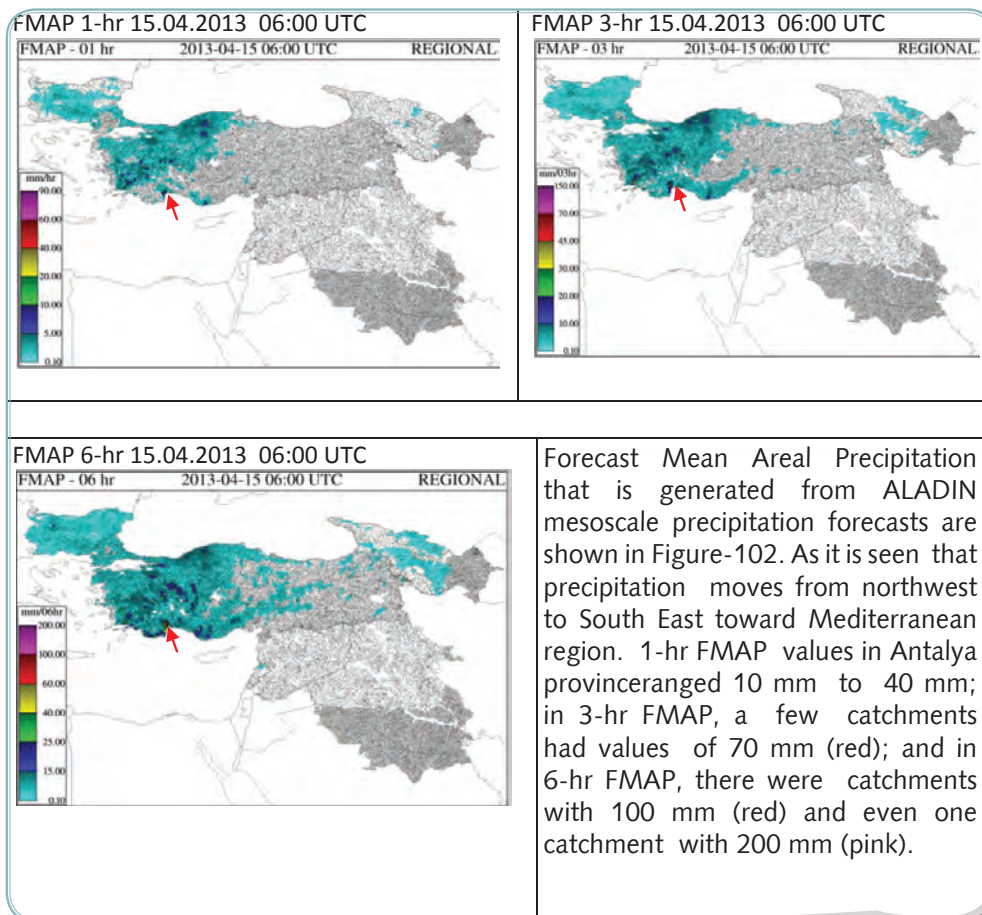 FMAP 1-hr 15.04.2013 06:00 UTC
FMAP - 01 hr 2013-04-15 06:00 UTC REGIONAL
mm/hr
90.00
60.00
40.00
20.00
10.00
5.00
0.10
FMAP 3-hr 15.04.2013 06:00 UTC
FMAP - 03 hr 2013-04-15 06:00 UTC REGIONAL
mm/03hr
150.00
70.00
45.00
30.00
20.00
10.00
0.10
FMAP 6-hr 15.04.2013 06:00 UTC
FMAP - 06 hr 2013-04-15 06:00 UTC REGIONAL
mm/06hr
200.00
100.00
60.00
40.00
25.00
15.00
0.10
Forecast Mean Areal Precipitation
that is generated from ALADIN
mesoscale precipitation forecasts are
shown in Figure-102. As it is seen that
precipitation moves from northwest
to South East toward Mediterranean
region. 1-hr FMAP values in Antalya
provinceranged 10 mm to 40 mm;
in 3-hr FMAP, a few catchments
had values of 70 mm (red); and in
6-hr FMAP, there were catchments
with 100 mm (red) and even one
catchment with 200 mm (pink).